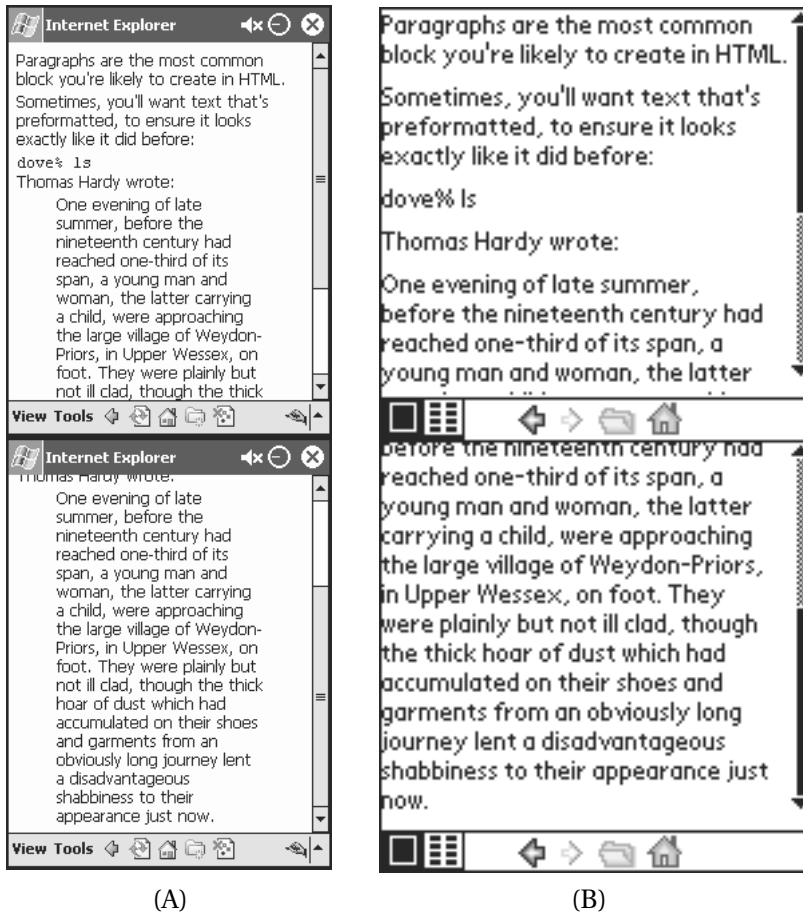 Internet Explorer
Paragraphs are the most common
block you're likely to create in HTML.
Sometimes, you'll want text that's
preformatted, to ensure it looks
exactly like it did before:
dove% ls
Thomas Hardy wrote:
One evening of late
summer, before the
nineteenth century had
reached one-third of its
span, a young man and
woman, the latter carrying
a child, were approaching
the large village of Weydon-
Priors, in Upper Wessex, on
foot. They were plainly but
not ill clad, though the thick
View Tools
Internet Explorer
Thomas Hardy wrote:
One evening of late
summer, before the
nineteenth century had
reached one-third of its
span, a young man and
woman, the latter carrying
a child, were approaching
the large village of Weydon-
Priors, in Upper Wessex, on
foot. They were plainly but
not ill clad, though the thick
hoar of dust which had
accumulated on their shoes
and garments from an
obviously long journey lent
a disadvantageous
shabbiness to their
appearance just now.
View Tools
(A)
Paragraphs are the most common
block you're likely to create in HTML.
Sometimes, you'll want text that's
preformatted, to ensure it looks
exactly like it did before:
dove% ls
Thomas Hardy wrote:
One evening of late summer,
before the nineteenth century had
reached one-third of its span, a
young man and woman, the latter
before the nineteenth century had
reached one-third of its span, a
young man and woman, the latter
carrying a child, were approaching
the large village of Weydon-Priors,
in Upper Wessex, on foot. They
were plainly but not ill clad, though
the thick hoar of dust which had
accumulated on their shoes and
garments from an obviously long
journey lent a disadvantageous
shabbiness to their appearance just
now.
(B)